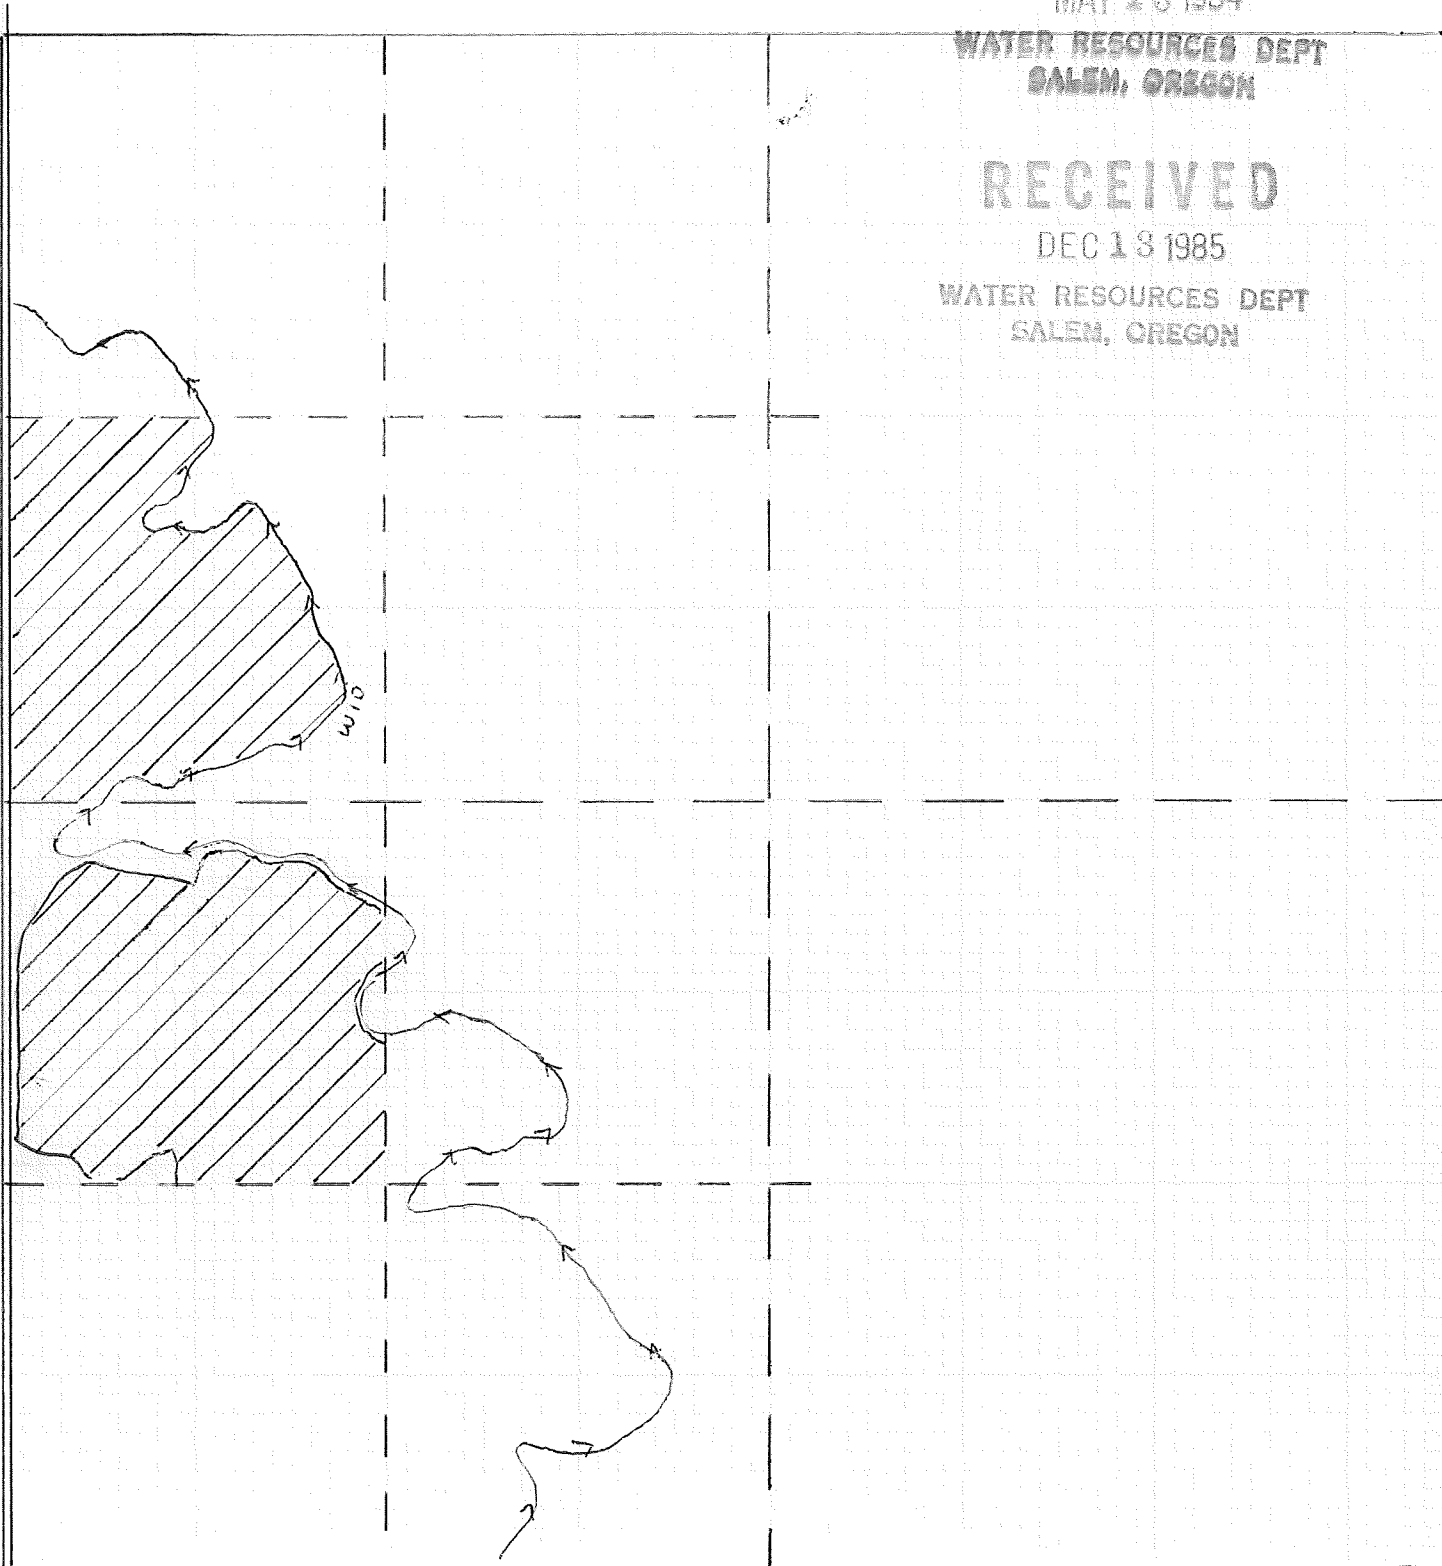 WATER RESOURCES DEPT
SALEM, OREGON
RECEIVED
DEC 13 1985
WATER RESOURCES DEPT
SALEM, OREGON